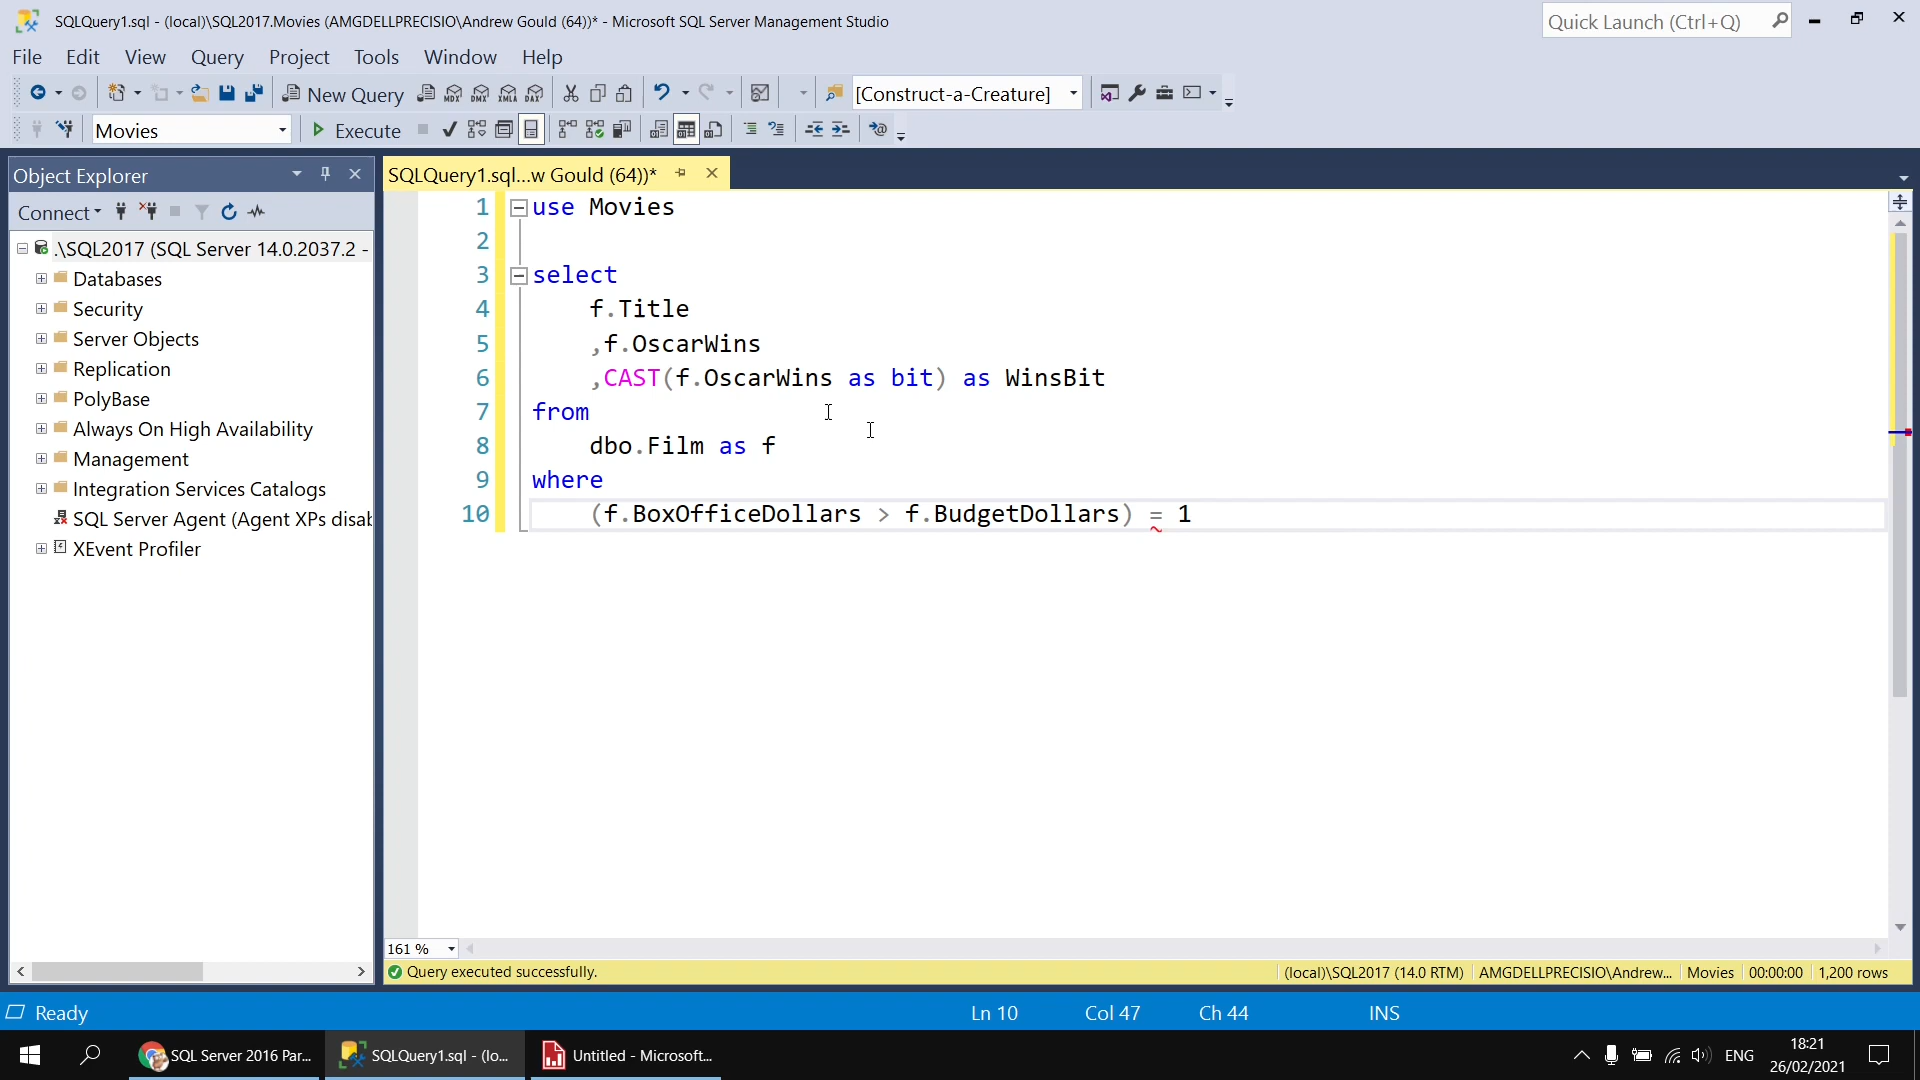 SQLQuery1.sql - (local)\SQL2017.Movies (AMGDELLPRECISIO\Andrew Gould (64))* - Microsoft SQL Server Management Studio
Quick Launch (Ctrl+Q)
File Edit View Query Project Tools Window Help
New Query MDX DMX XMLA DAX [Construct-a-Creature]
Movies Execute
Object Explorer
SQLQuery1.sql...w Gould (64))*
Connect
.\SQL2017 (SQL Server 14.0.2037.2 -
Databases
Security
Server Objects
Replication
PolyBase
Always On High Availability
Management
Integration Services Catalogs
SQL Server Agent (Agent XPs disab
XEvent Profiler
1 use Movies
2
3 select
4 f.Title
5 ,f.OscarWins
6 ,CAST(f.OscarWins as bit) as WinsBit
7 from
8 dbo.Film as f
9 where
10 (f.BoxOfficeDollars > f.BudgetDollars) = 1
161 %
Query executed successfully. (local)\SQL2017 (14.0 RTM) AMGDELLPRECISIO\Andrew... Movies 00:00:00 1,200 rows
Ready Ln 10 Col 47 Ch 44 INS
SQL Server 2016 Par... SQLQuery1.sql - (lo... Untitled - Microsoft... ENG 18:21
26/02/2021